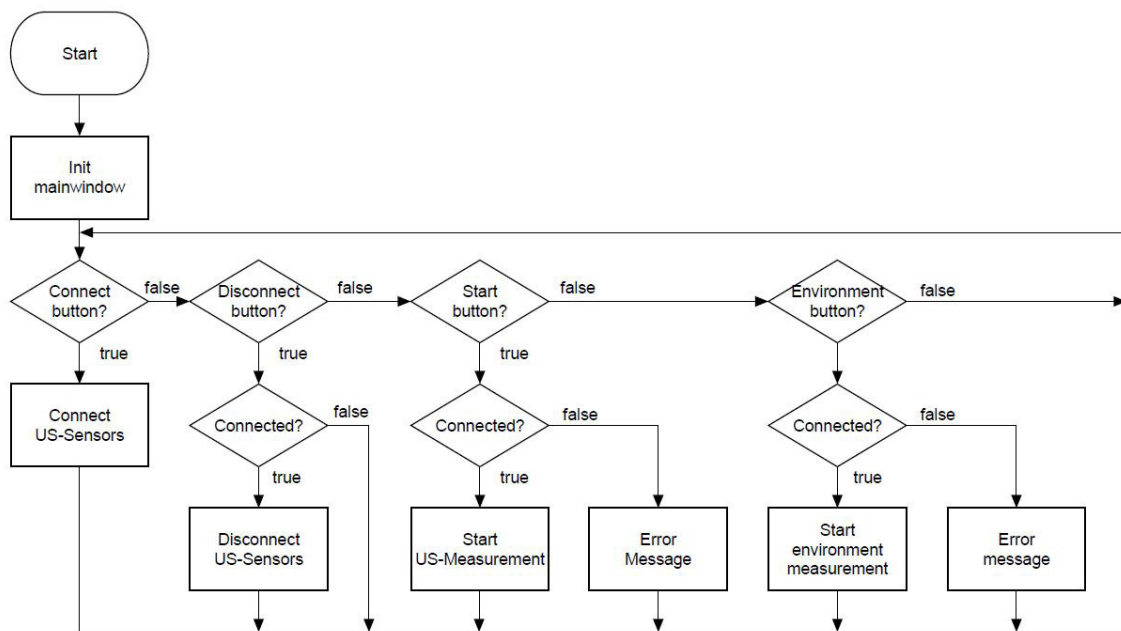 Start
Init
mainwindow
Connect
button?
false
Disconnect
button?
false
Start
button?
false
Environment
button?
false
true
true
true
Connect
US-Sensors
Connected?
false
Connected?
false
Connected?
false
true
true
true
Disconnect
US-Sensors
Start
US-Measurement
Error
Message
Start
environment
measurement
Error
message